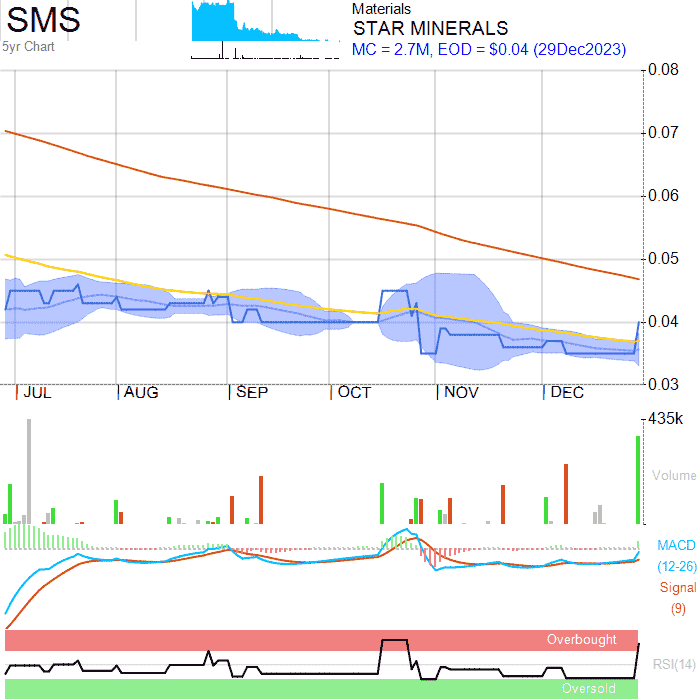 SMS
5yr Chart
Materials
STAR MINERALS
MC = 2.7M, EOD = $0.04 (29Dec2023)
0.08
0.07
0.06
0.05
0.04
0.03
JUL AUG SEP OCT NOV DEC
435k
Volume
MACD
(12-26)
Signal
(9)
Overbought
RSI(14)
Oversold